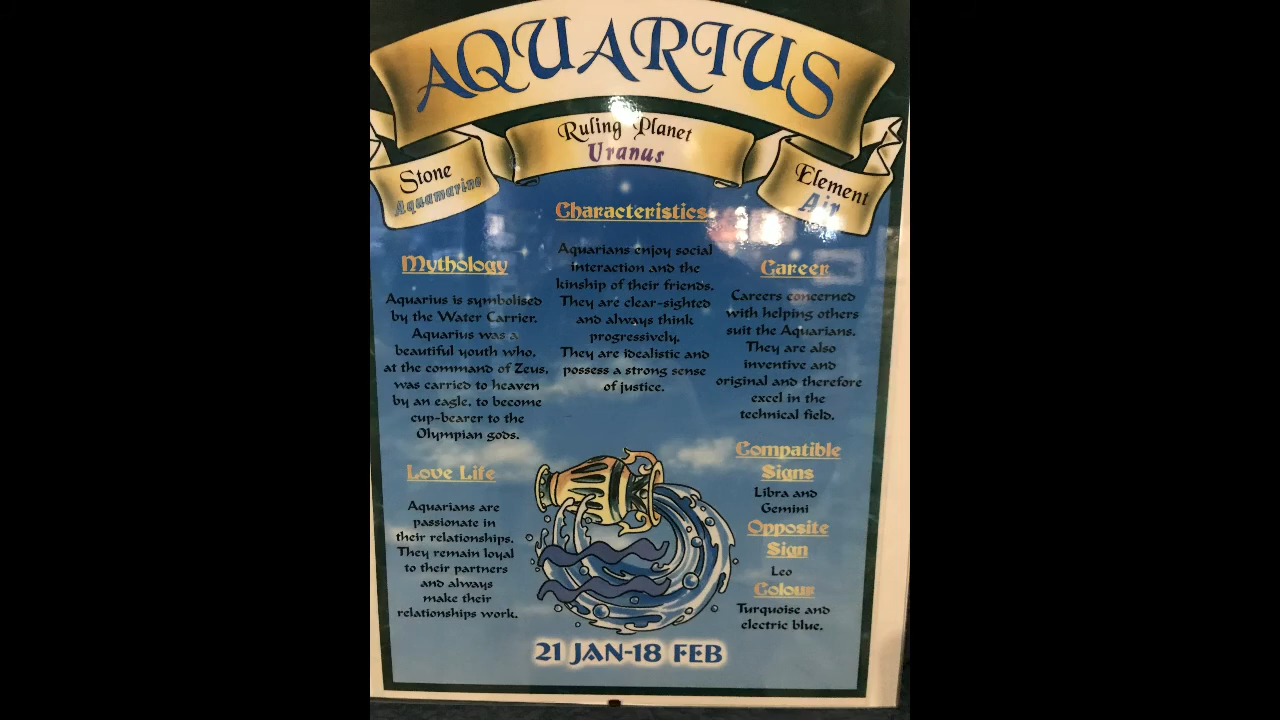 AQUARIUS
Ruling Planet
Uranus
Stone
Aquamarine
Element
Air
Characteristics
Aquarians enjoy social
interaction and the
kinship of their friends.
They are clear-sighted
and always think
progressively.
They are idealistic and
possess a strong sense
of justice.
Mythology
Aquarius is symbolised
by the Water Carrier.
Aquarius was a
beautiful youth who,
at the command of Zeus,
was carried to heaven
by an eagle, to become
cup-bearer to the
Olympian gods.
Love Life
Aquarians are
passionate in
their relationships.
They remain loyal
to their partners
and always
make their
relationships work.
Career
Careers concerned
with helping others
suit the Aquarians.
They are also
inventive and
original and therefore
excel in the
technical field.
Compatible
Signs
Libra and
Gemini
Opposite
Sign
Leo
Colour
Turquoise and
electric blue.
21 JAN-18 FEB